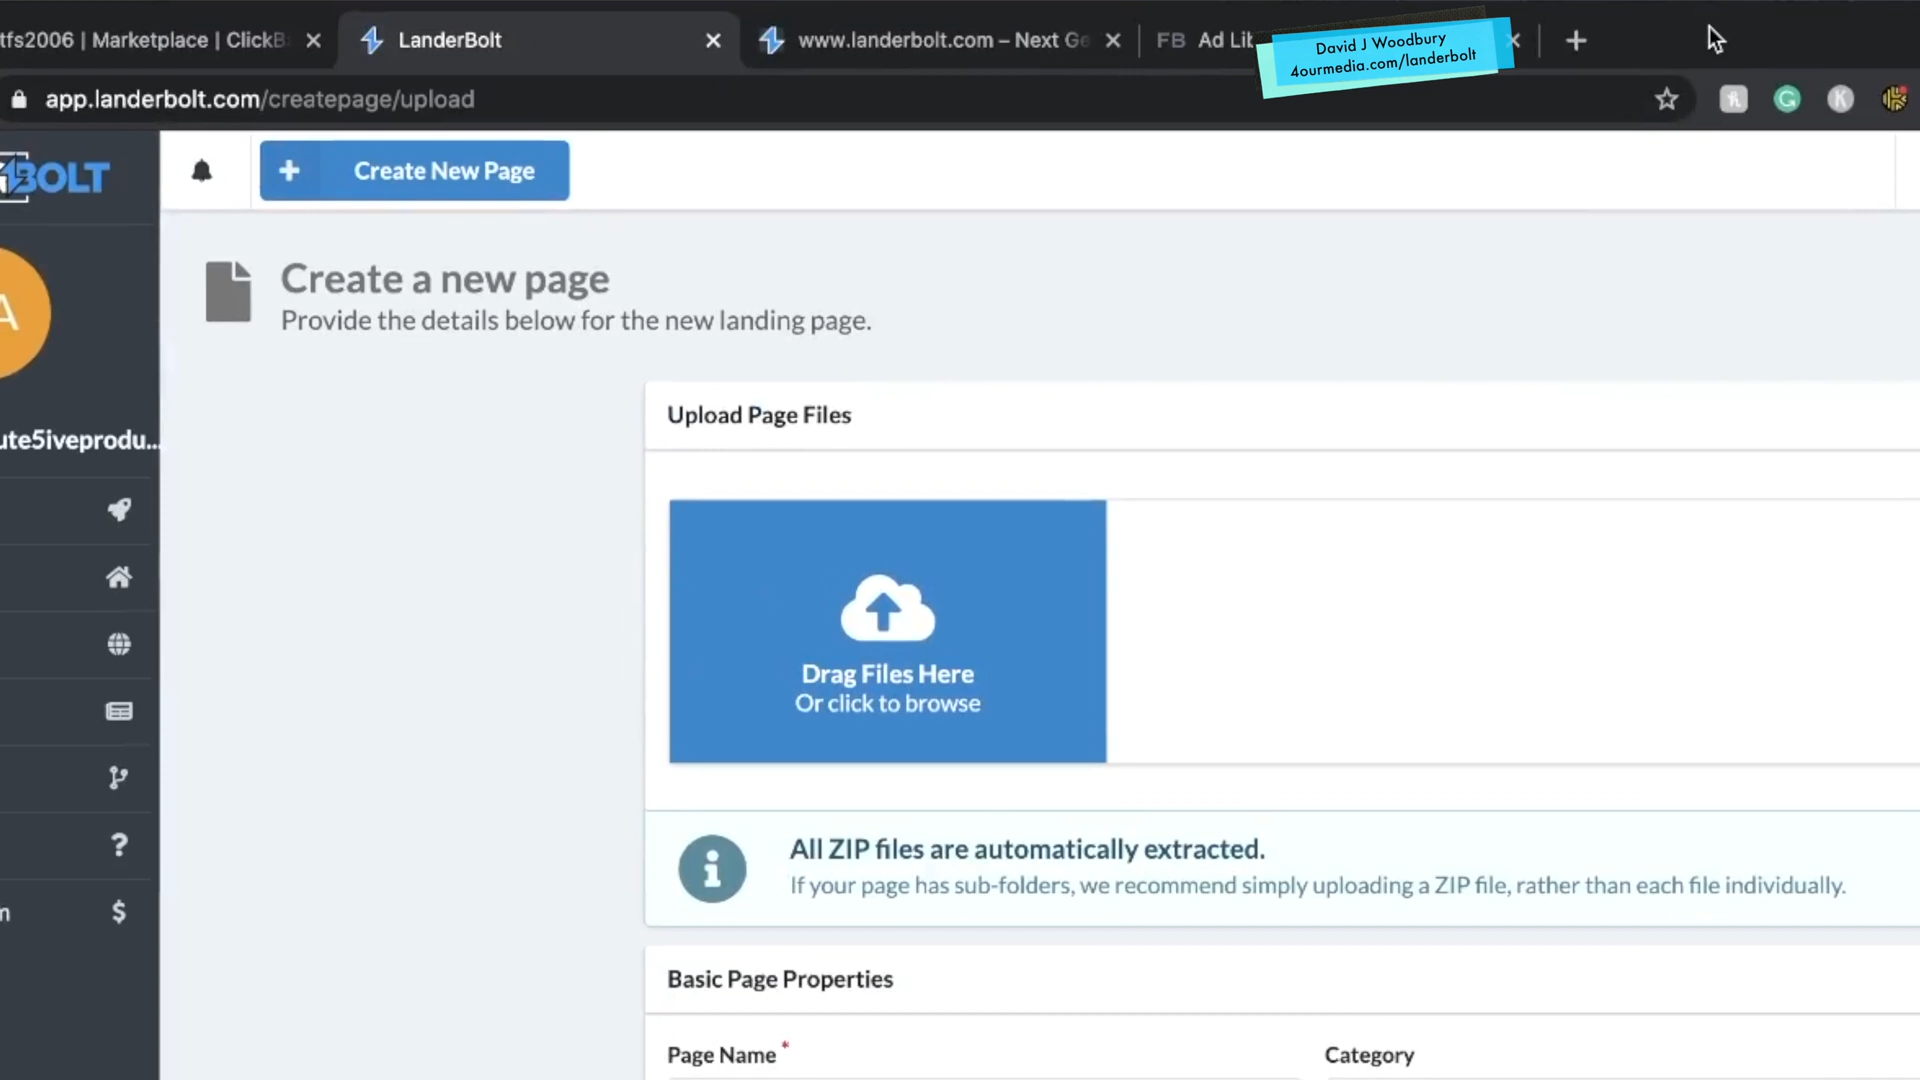 tfs2006 | Marketplace | ClickB
LanderBolt
www.landerbolt.com – Next Ge
FB Ad Lib
David J Woodbury
4ourmedia.com/landerbolt
app.landerbolt.com/createpage/upload
BOLT
Create New Page
Create a new page
Provide the details below for the new landing page.
A
ute5iveprodu...
Upload Page Files
Drag Files Here
Or click to browse
All ZIP files are automatically extracted.
If your page has sub-folders, we recommend simply uploading a ZIP file, rather than each file individually.
Basic Page Properties
Page Name *
Category